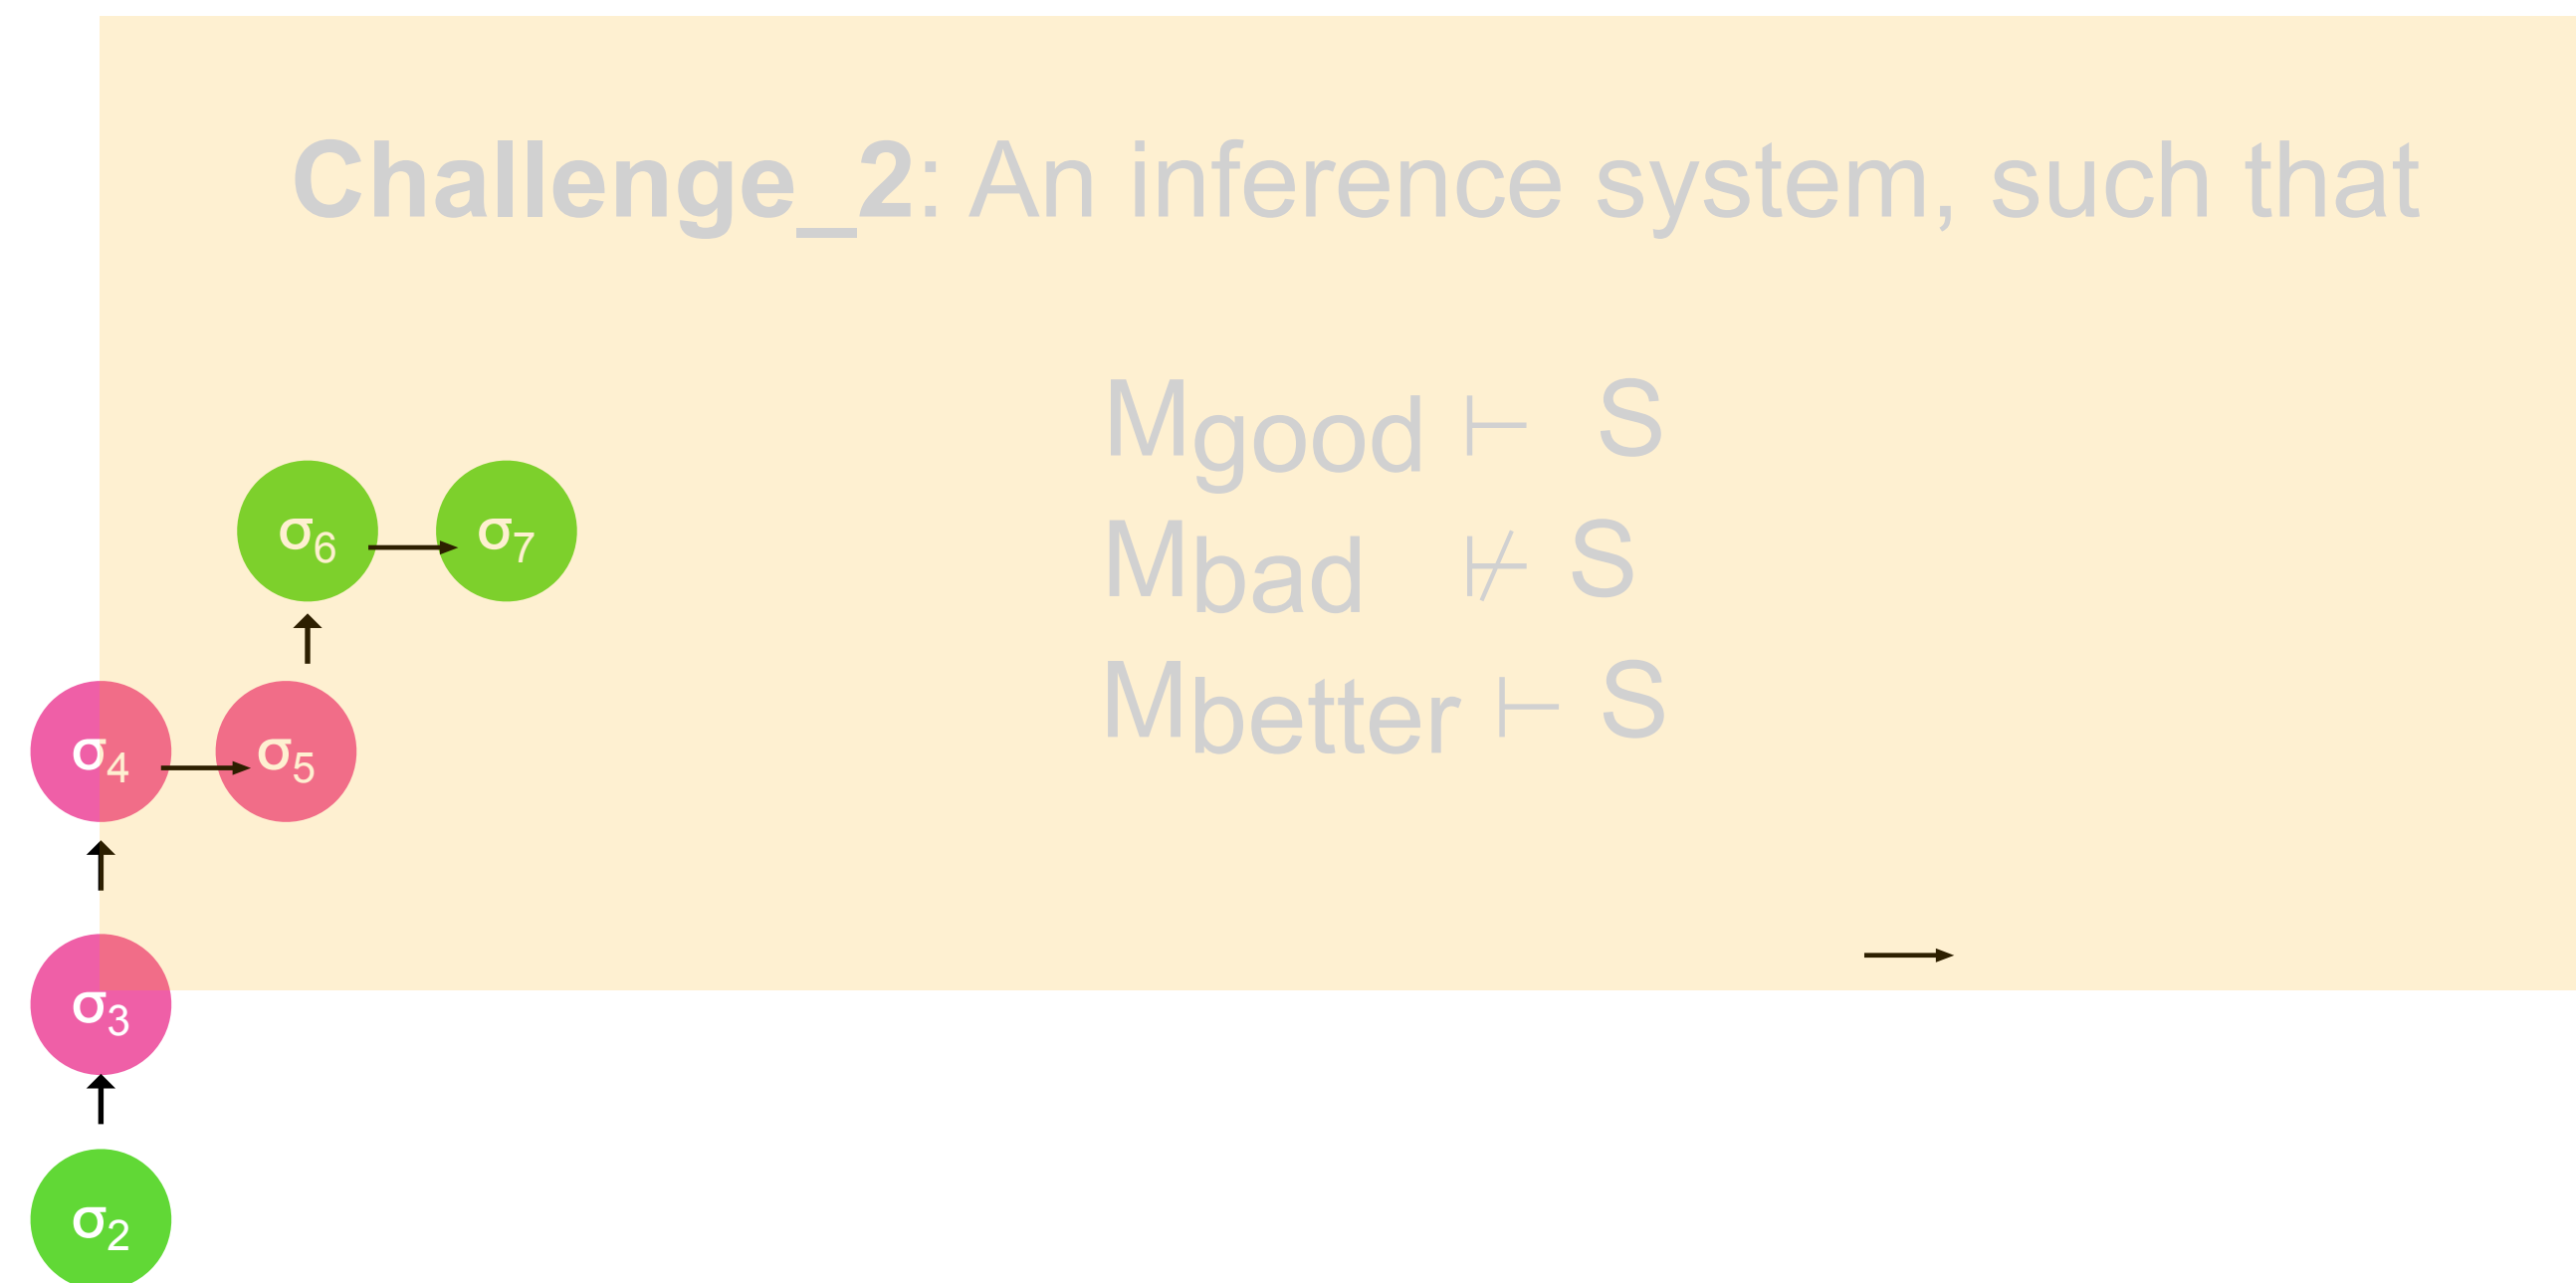 Challenge_2: An inference system, such that
Mgood ⊢ S
Mbad ⊬ S
Mbetter ⊢ S
σ6 σ7
σ4 σ5
σ3
σ2